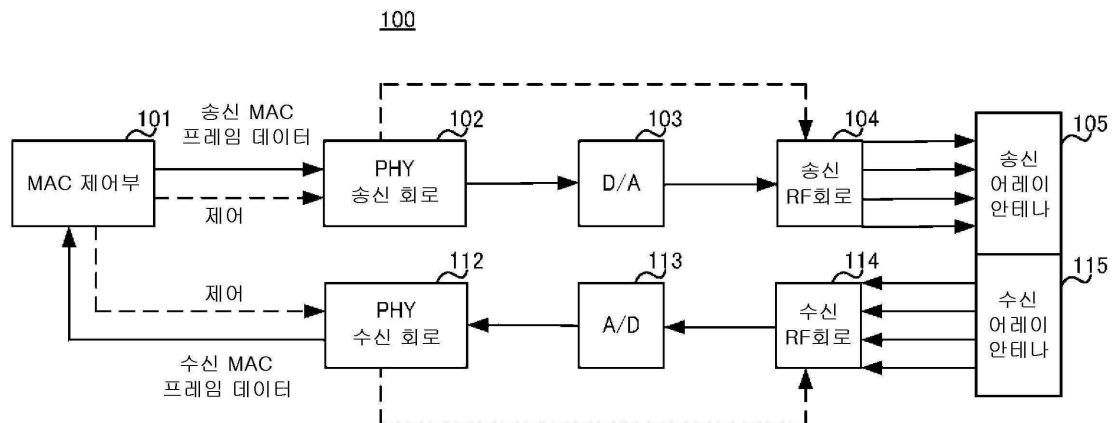 100
송신 MAC
프레임 데이터
101
MAC 제어부
제어
102
PHY
송신 회로
103
D/A
104
송신
RF회로
105
송신
어레이
안테나
제어
수신 MAC
프레임 데이터
112
PHY
수신 회로
113
A/D
114
수신
RF회로
115
수신
어레이
안테나